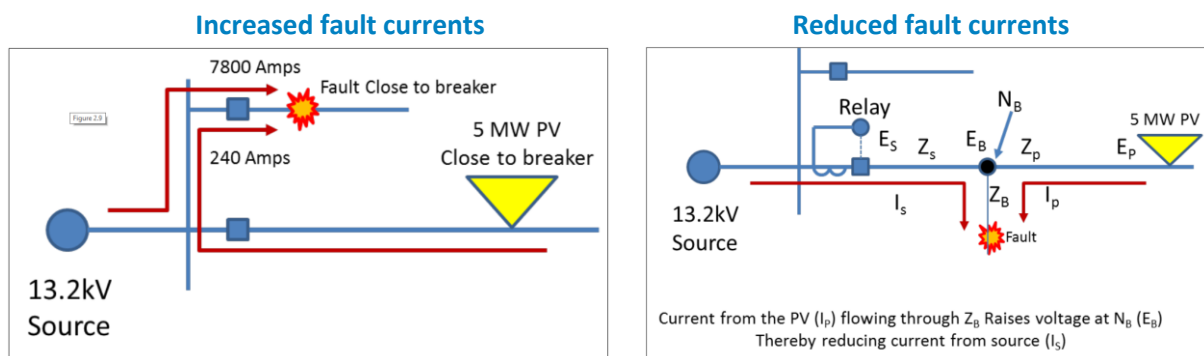 Increased fault currents
7800 Amps
Fault Close to breaker
Figure 2.9
240 Amps
5 MW PV
Close to breaker
13.2kV
Source
Reduced fault currents
Relay
N_B
5 MW PV
E_S
Z_s
E_B
Z_p
E_P
I_s
Z_B
I_p
13.2kV
Source
Fault
Current from the PV (I_P) flowing through Z_B Raises voltage at N_B (E_B)
Thereby reducing current from source (I_S)